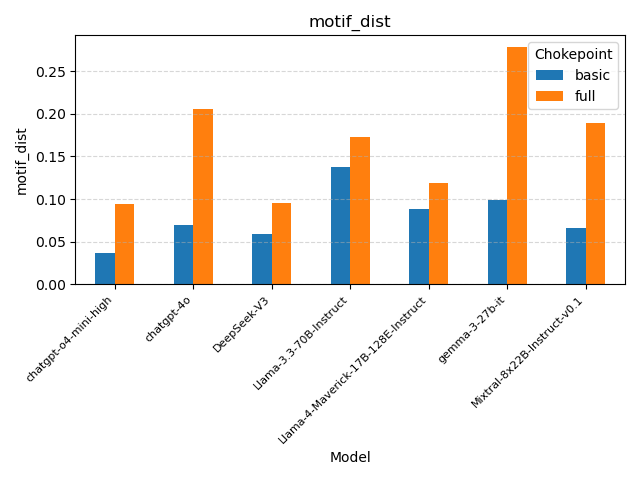 motif_dist
Chokepoint
basic
full
motif_dist
0.25
0.20
0.15
0.10
0.05
0.00
chatgpt-o4-mini-high
chatgpt-4o
DeepSeek-V3
Llama-3.3-70B-Instruct
Llama-4-Maverick-17B-128E-Instruct
gemma-3-27b-it
Mixtral-8x22B-Instruct-v0.1
Model